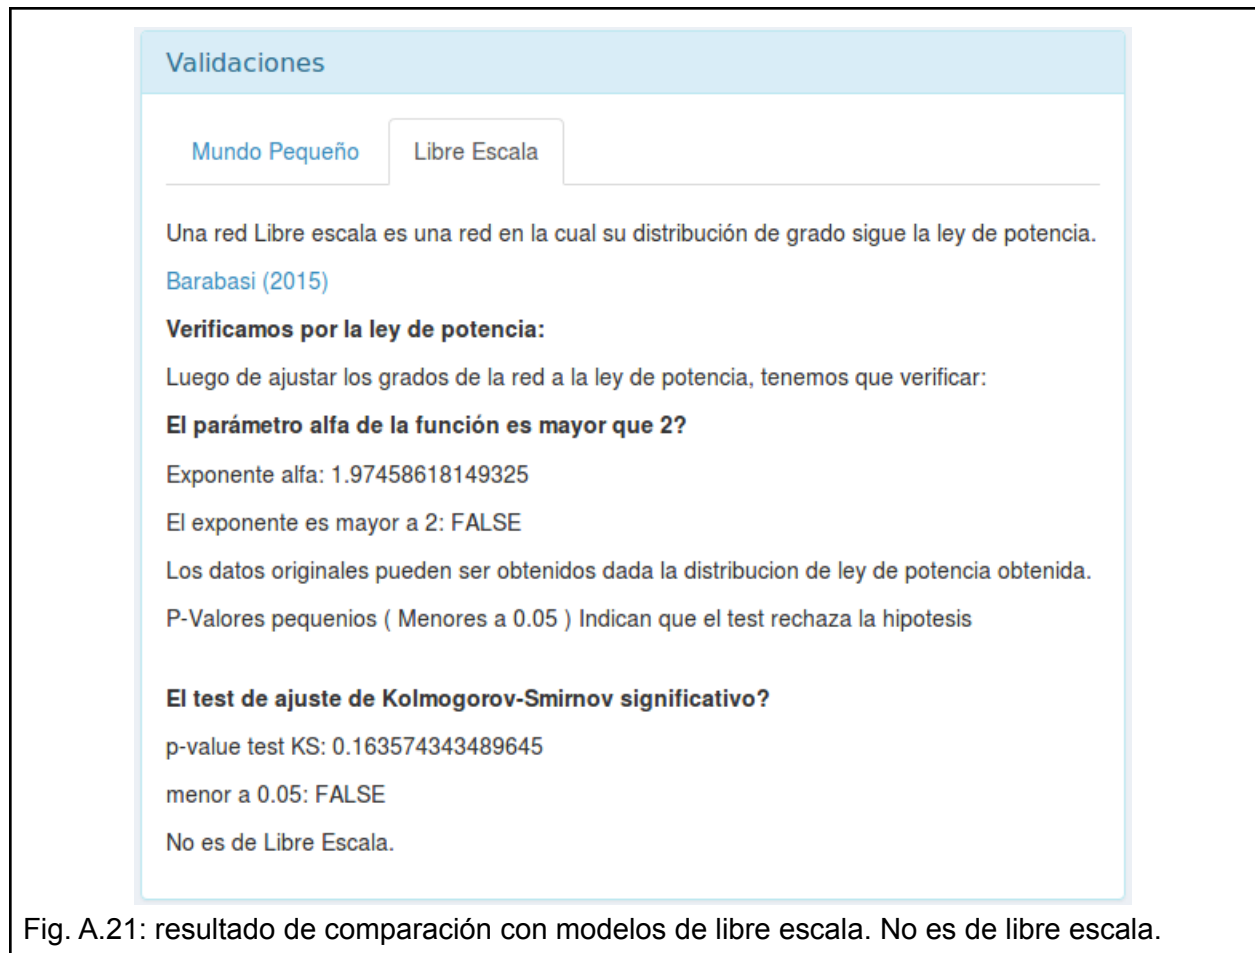 Validaciones
Mundo Pequeño
Libre Escala
Una red Libre escala es una red en la cual su distribución de grado sigue la ley de potencia.
Barabasi (2015)
Verificamos por la ley de potencia:
Luego de ajustar los grados de la red a la ley de potencia, tenemos que verificar:
El parámetro alfa de la función es mayor que 2?
Exponente alfa: 1.97458618149325
El exponente es mayor a 2: FALSE
Los datos originales pueden ser obtenidos dada la distribucion de ley de potencia obtenida.
P-Valores pequenios ( Menores a 0.05 ) Indican que el test rechaza la hipotesis
El test de ajuste de Kolmogorov-Smirnov significativo?
p-value test KS: 0.163574343489645
menor a 0.05: FALSE
No es de Libre Escala.
Fig. A.21: resultado de comparación con modelos de libre escala. No es de libre escala.